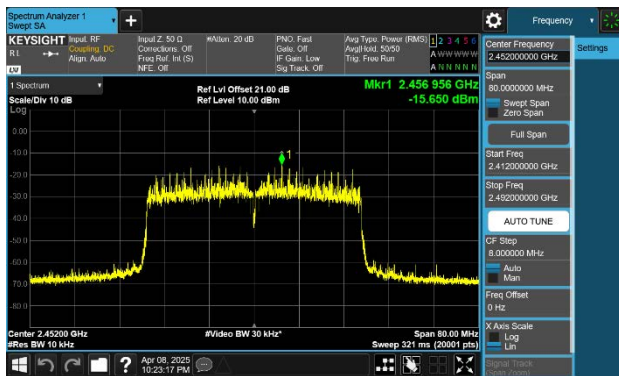 Spectrum Analyzer 1
Swept SA
Frequency
KEYSIGHT
Input: RF
Coupling: DC
Align: Auto
Input Z: 50 Ω
Corrections: Off
Freq Ref: Int (S)
NFE: Off
#Atten: 20 dB
PNO: Fast
Gate: Off
IF Gain: Low
Sig Track: Off
Avg Type: Power (RMS)
Avg|Hold: 50/50
Trig: Free Run
1 2 3 4 5 6
A W W W W W
A N N N N N
LXI
1 Spectrum
Scale/Div 10 dB
Ref Lvl Offset 21.00 dB
Ref Level 10.00 dBm
Mkr1 2.456 956 GHz
-15.650 dBm
Log
0.00
-10.0
-20.0
-30.0
-40.0
-50.0
-60.0
-70.0
-80.0
1
Center 2.45200 GHz
#Res BW 10 kHz
#Video BW 30 kHz*
Span 80.00 MHz
Sweep 321 ms (20001 pts)
Apr 08, 2025
10:23:17 PM
Center Frequency
2.452000000 GHz
Settings
Span
80.0000000 MHz
Swept Span
Zero Span
Full Span
Start Freq
2.412000000 GHz
Stop Freq
2.492000000 GHz
AUTO TUNE
CF Step
8.000000 MHz
Auto
Man
Freq Offset
0 Hz
X Axis Scale
Log
Lin
Signal Track
(Span Zoom)